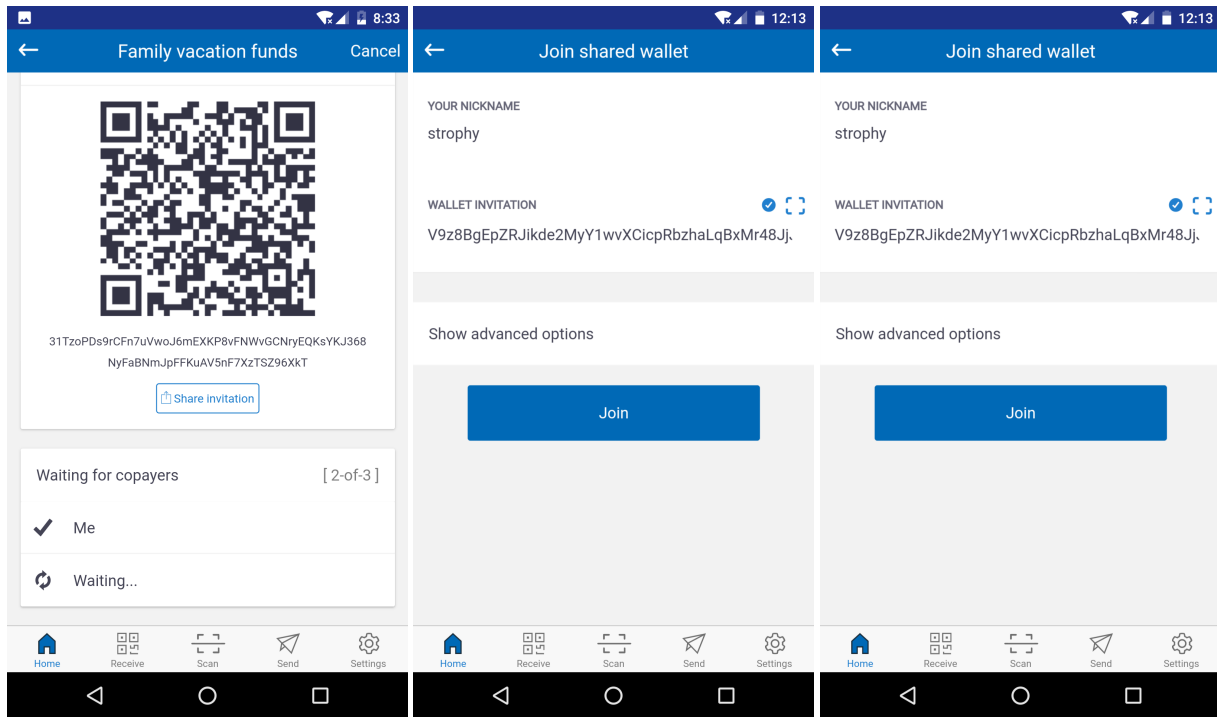 8:33
Family vacation funds
Cancel
31TzoPDs9rCFn7uVwoJ6mEXKP8vFNWvGCNryEQKsYKJ368
NyFaBNmJpFFKuAV5nF7XzTSZ96XkT
Share invitation
Waiting for copayers [ 2-of-3 ]
Me
Waiting...
Home Receive Scan Send Settings
12:13
Join shared wallet
YOUR NICKNAME
strophy
WALLET INVITATION
V9z8BgEpZRJikde2MyY1wvXCicpRbzhaLqBxMr48Jj
Show advanced options
Join
Home Receive Scan Send Settings
12:13
Join shared wallet
YOUR NICKNAME
strophy
WALLET INVITATION
V9z8BgEpZRJikde2MyY1wvXCicpRbzhaLqBxMr48Jj
Show advanced options
Join
Home Receive Scan Send Settings